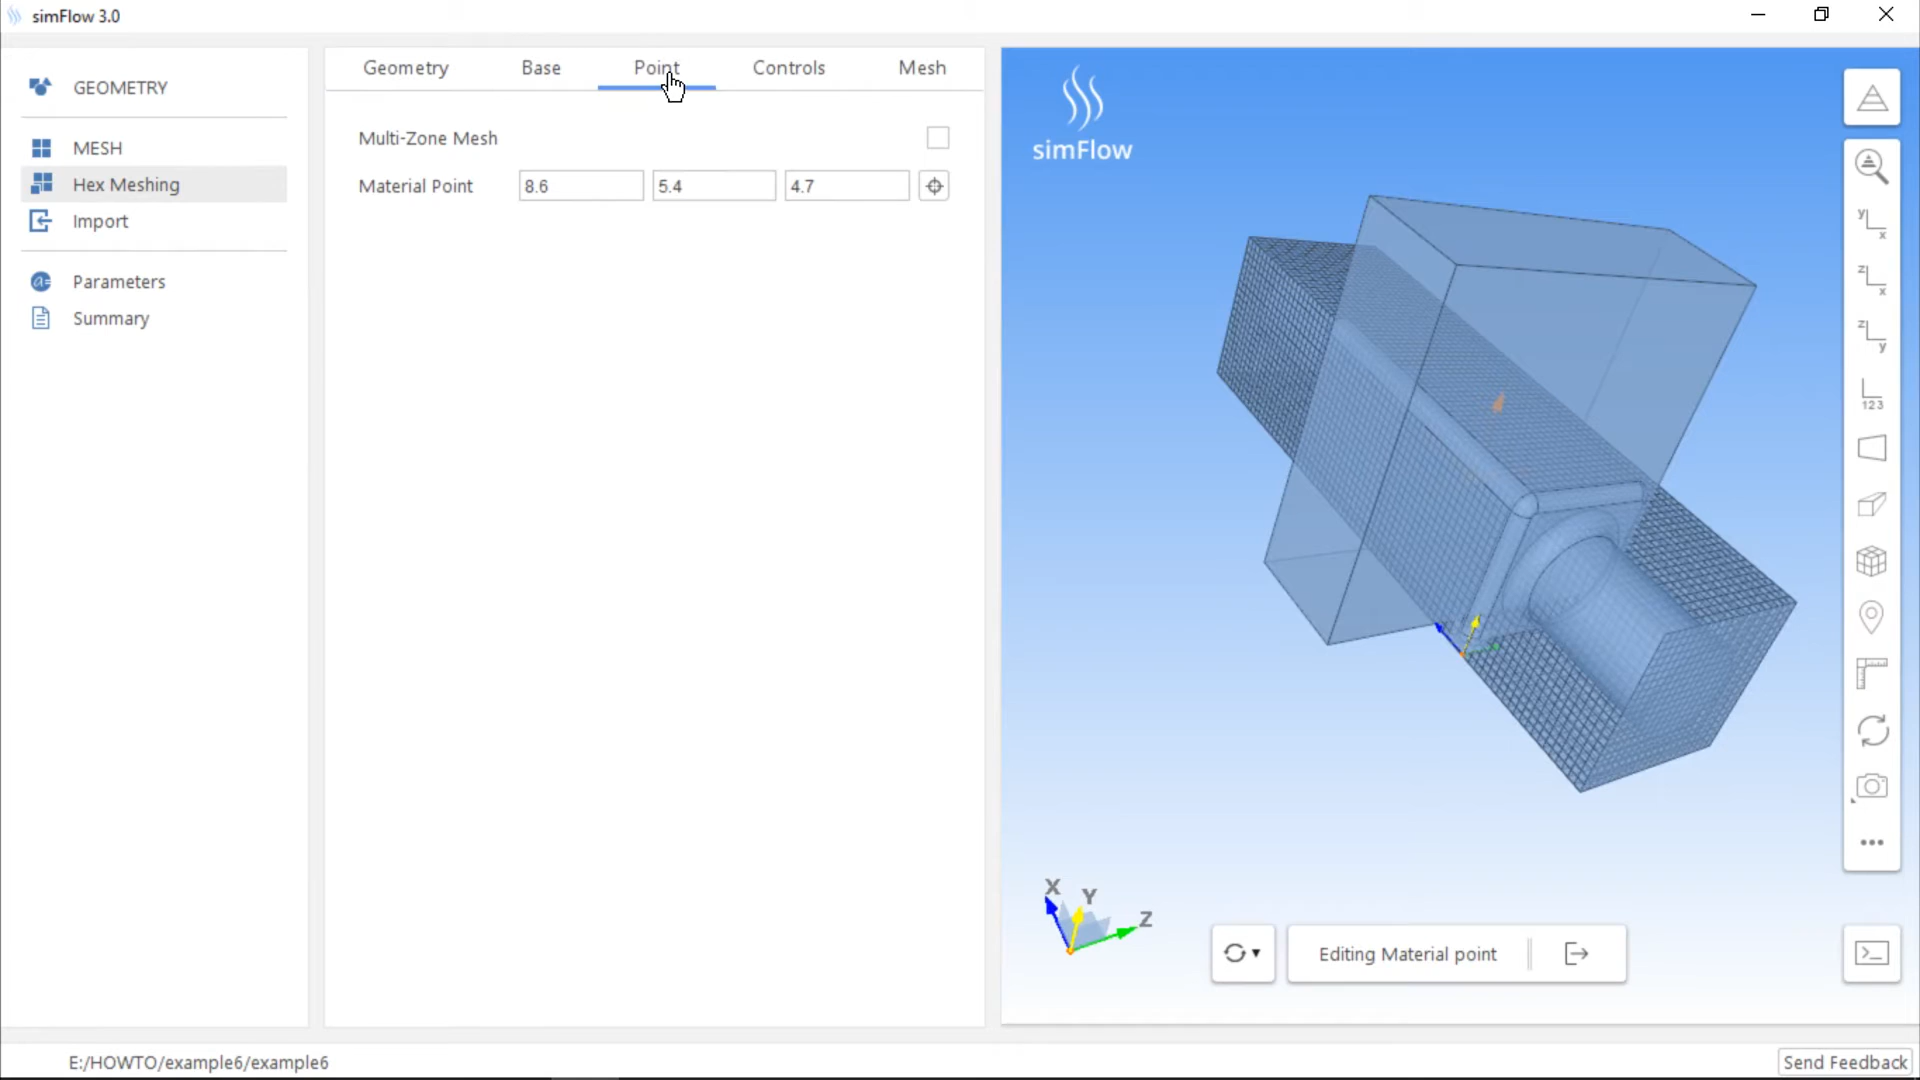 simFlow 3.0
GEOMETRY
MESH
Hex Meshing
Import
Parameters
Summary
Geometry Base Point Controls Mesh
Multi-Zone Mesh
Material Point 8.6 5.4 4.7
simFlow
y x
z x
z y
123
X Y Z
Editing Material point
E:/HOWTO/example6/example6
Send Feedback